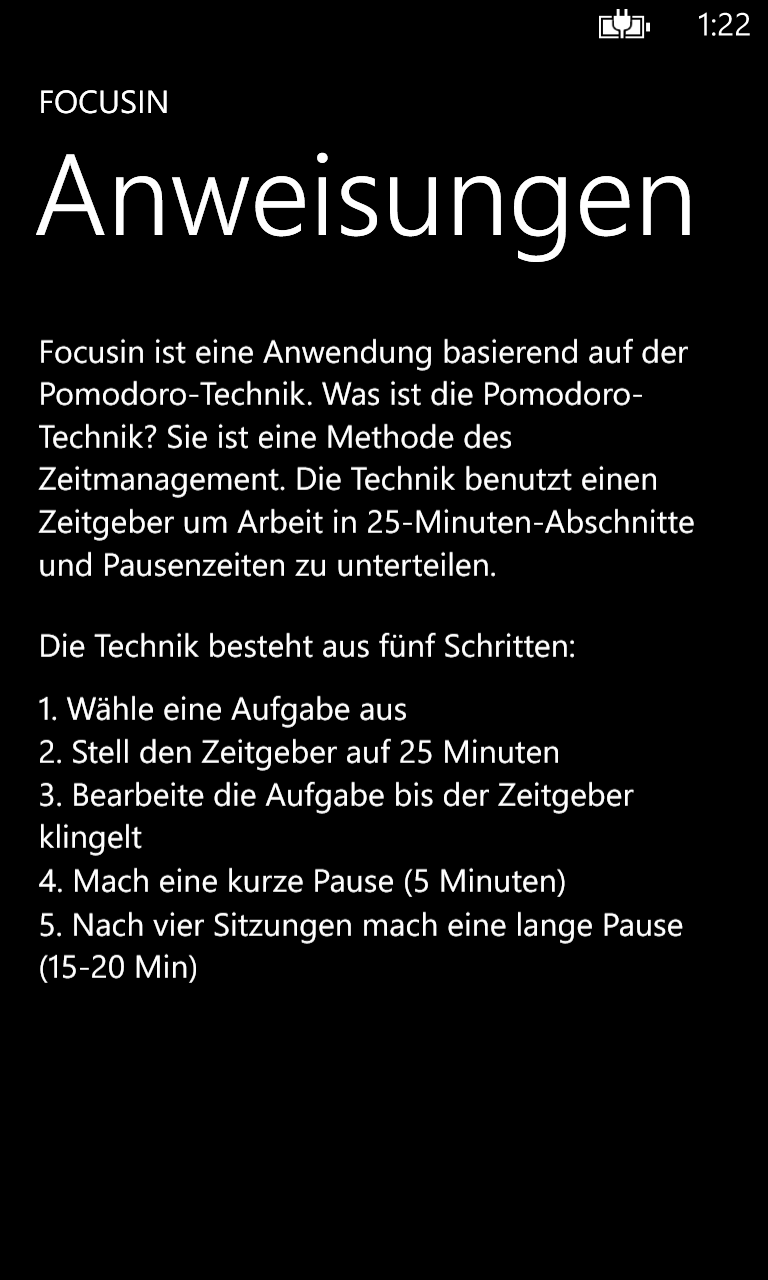 1:22
FOCUSIN
Anweisungen
Focusin ist eine Anwendung basierend auf der
Pomodoro-Technik. Was ist die Pomodoro-
Technik? Sie ist eine Methode des
Zeitmanagement. Die Technik benutzt einen
Zeitgeber um Arbeit in 25-Minuten-Abschnitte
und Pausenzeiten zu unterteilen.
Die Technik besteht aus fünf Schritten:
1. Wähle eine Aufgabe aus
2. Stell den Zeitgeber auf 25 Minuten
3. Bearbeite die Aufgabe bis der Zeitgeber
klingelt
4. Mach eine kurze Pause (5 Minuten)
5. Nach vier Sitzungen mach eine lange Pause
(15-20 Min)